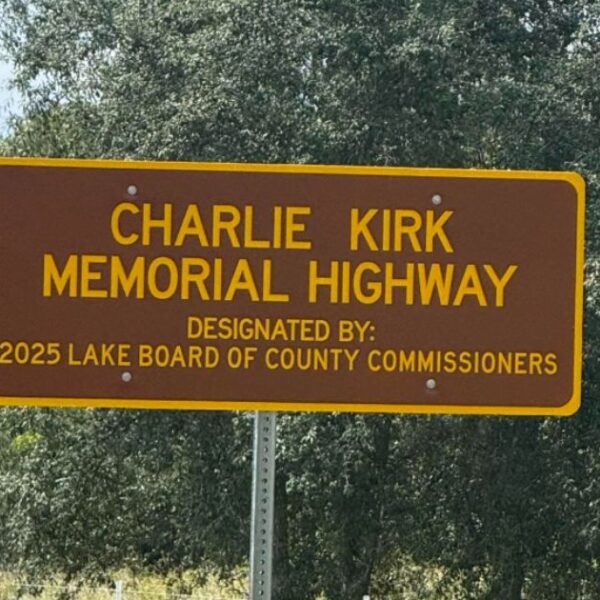 CHARLIE KIRK
MEMORIAL HIGHWAY
DESIGNATED BY:
2025 LAKE BOARD OF COUNTY COMMISSIONERS